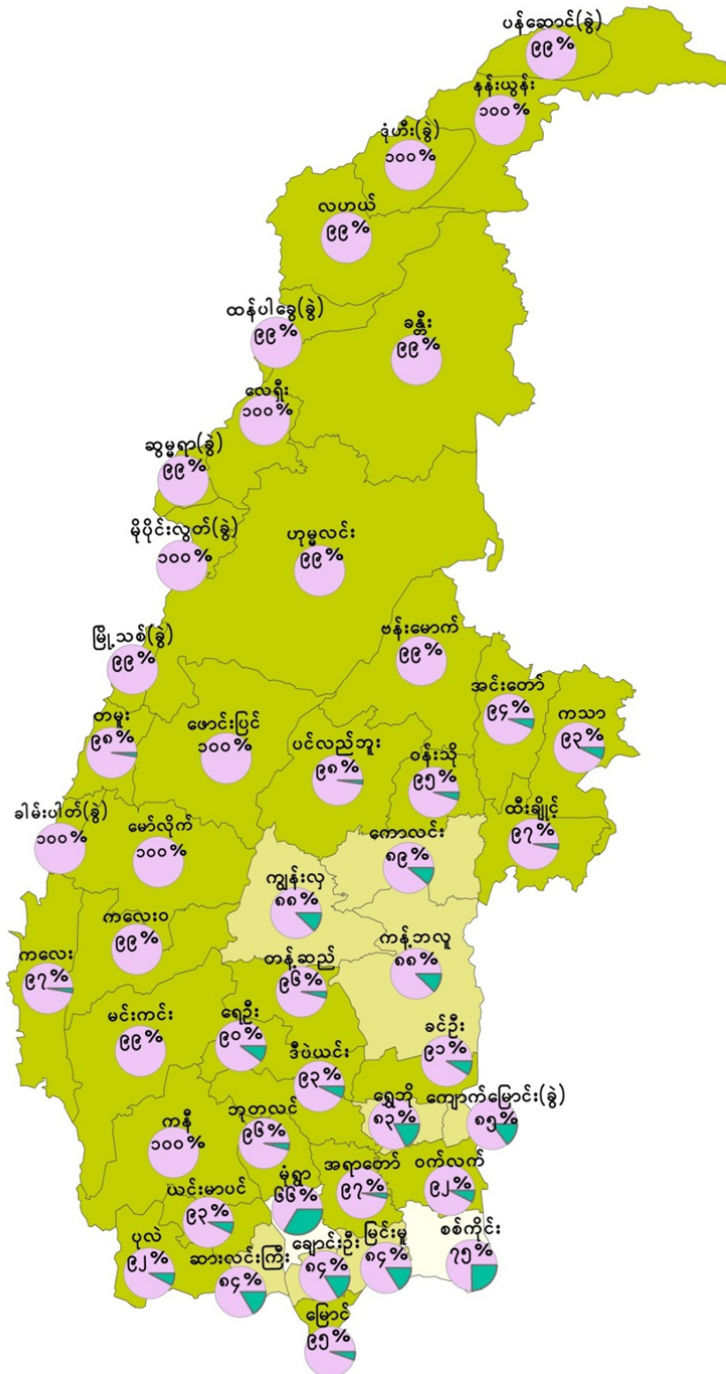 ပန်ဆောင်(ခွဲ)
၉၉%
နန်းယွန်း
၁၀၀%
ဒုံဟီး(ခွဲ)
၁၀၀%
လဟယ်
၉၉%
ထန်ပါခွေ(ခွဲ)
၉၉%
ခန္တီး
၉၉%
လေရှီး
၁၀၀%
ဆွမ္မရာ(ခွဲ)
၉၉%
မိုပိုင်းလွတ်(ခွဲ)
၁၀၀%
ဟုမ္မလင်း
၉၉%
မြို့သစ်(ခွဲ)
၉၉%
ဗန်းမောက်
၉၉%
အင်းတော်
၉၄%
ကသာ
၉၃%
တမူး
၉၈%
ဖောင်းပြင်
၁၀၀%
ပင်လည်ဘူး
၉၈%
ဝန်းသို
၉၅%
ထီးချိုင့်
၉၇%
ခါမ်းပါတ်(ခွဲ)
၁၀၀%
မော်လိုက်
၁၀၀%
ကောလင်း
၈၉%
ကျွန်းလှ
၈၈%
ကလေးဝ
၉၉%
ကန့်ဘလူ
၈၈%
ကလေး
၉၇%
တန့်ဆည်
၉၆%
မင်းကင်း
၉၉%
ရေဦး
၉၀%
ခင်ဦး
၉၁%
ဒီပဲယင်း
၉၃%
ရွှေဘို
၈၃%
ကျောက်မြောင်း(ခွဲ)
၈၅%
ကနီ
၁၀၀%
ဘုတလင်
၉၆%
အရာတော်
၉၇%
ဝက်လက်
၉၂%
မုံရွာ
၆၆%
ယင်းမာပင်
၉၃%
ပုလဲ
၉၂%
ဆားလင်းကြီး
၈၄%
ချောင်းဦး
၈၄%
မြင်းမူ
၈၄%
စစ်ကိုင်း
၇၅%
မြောင်
၉၅%